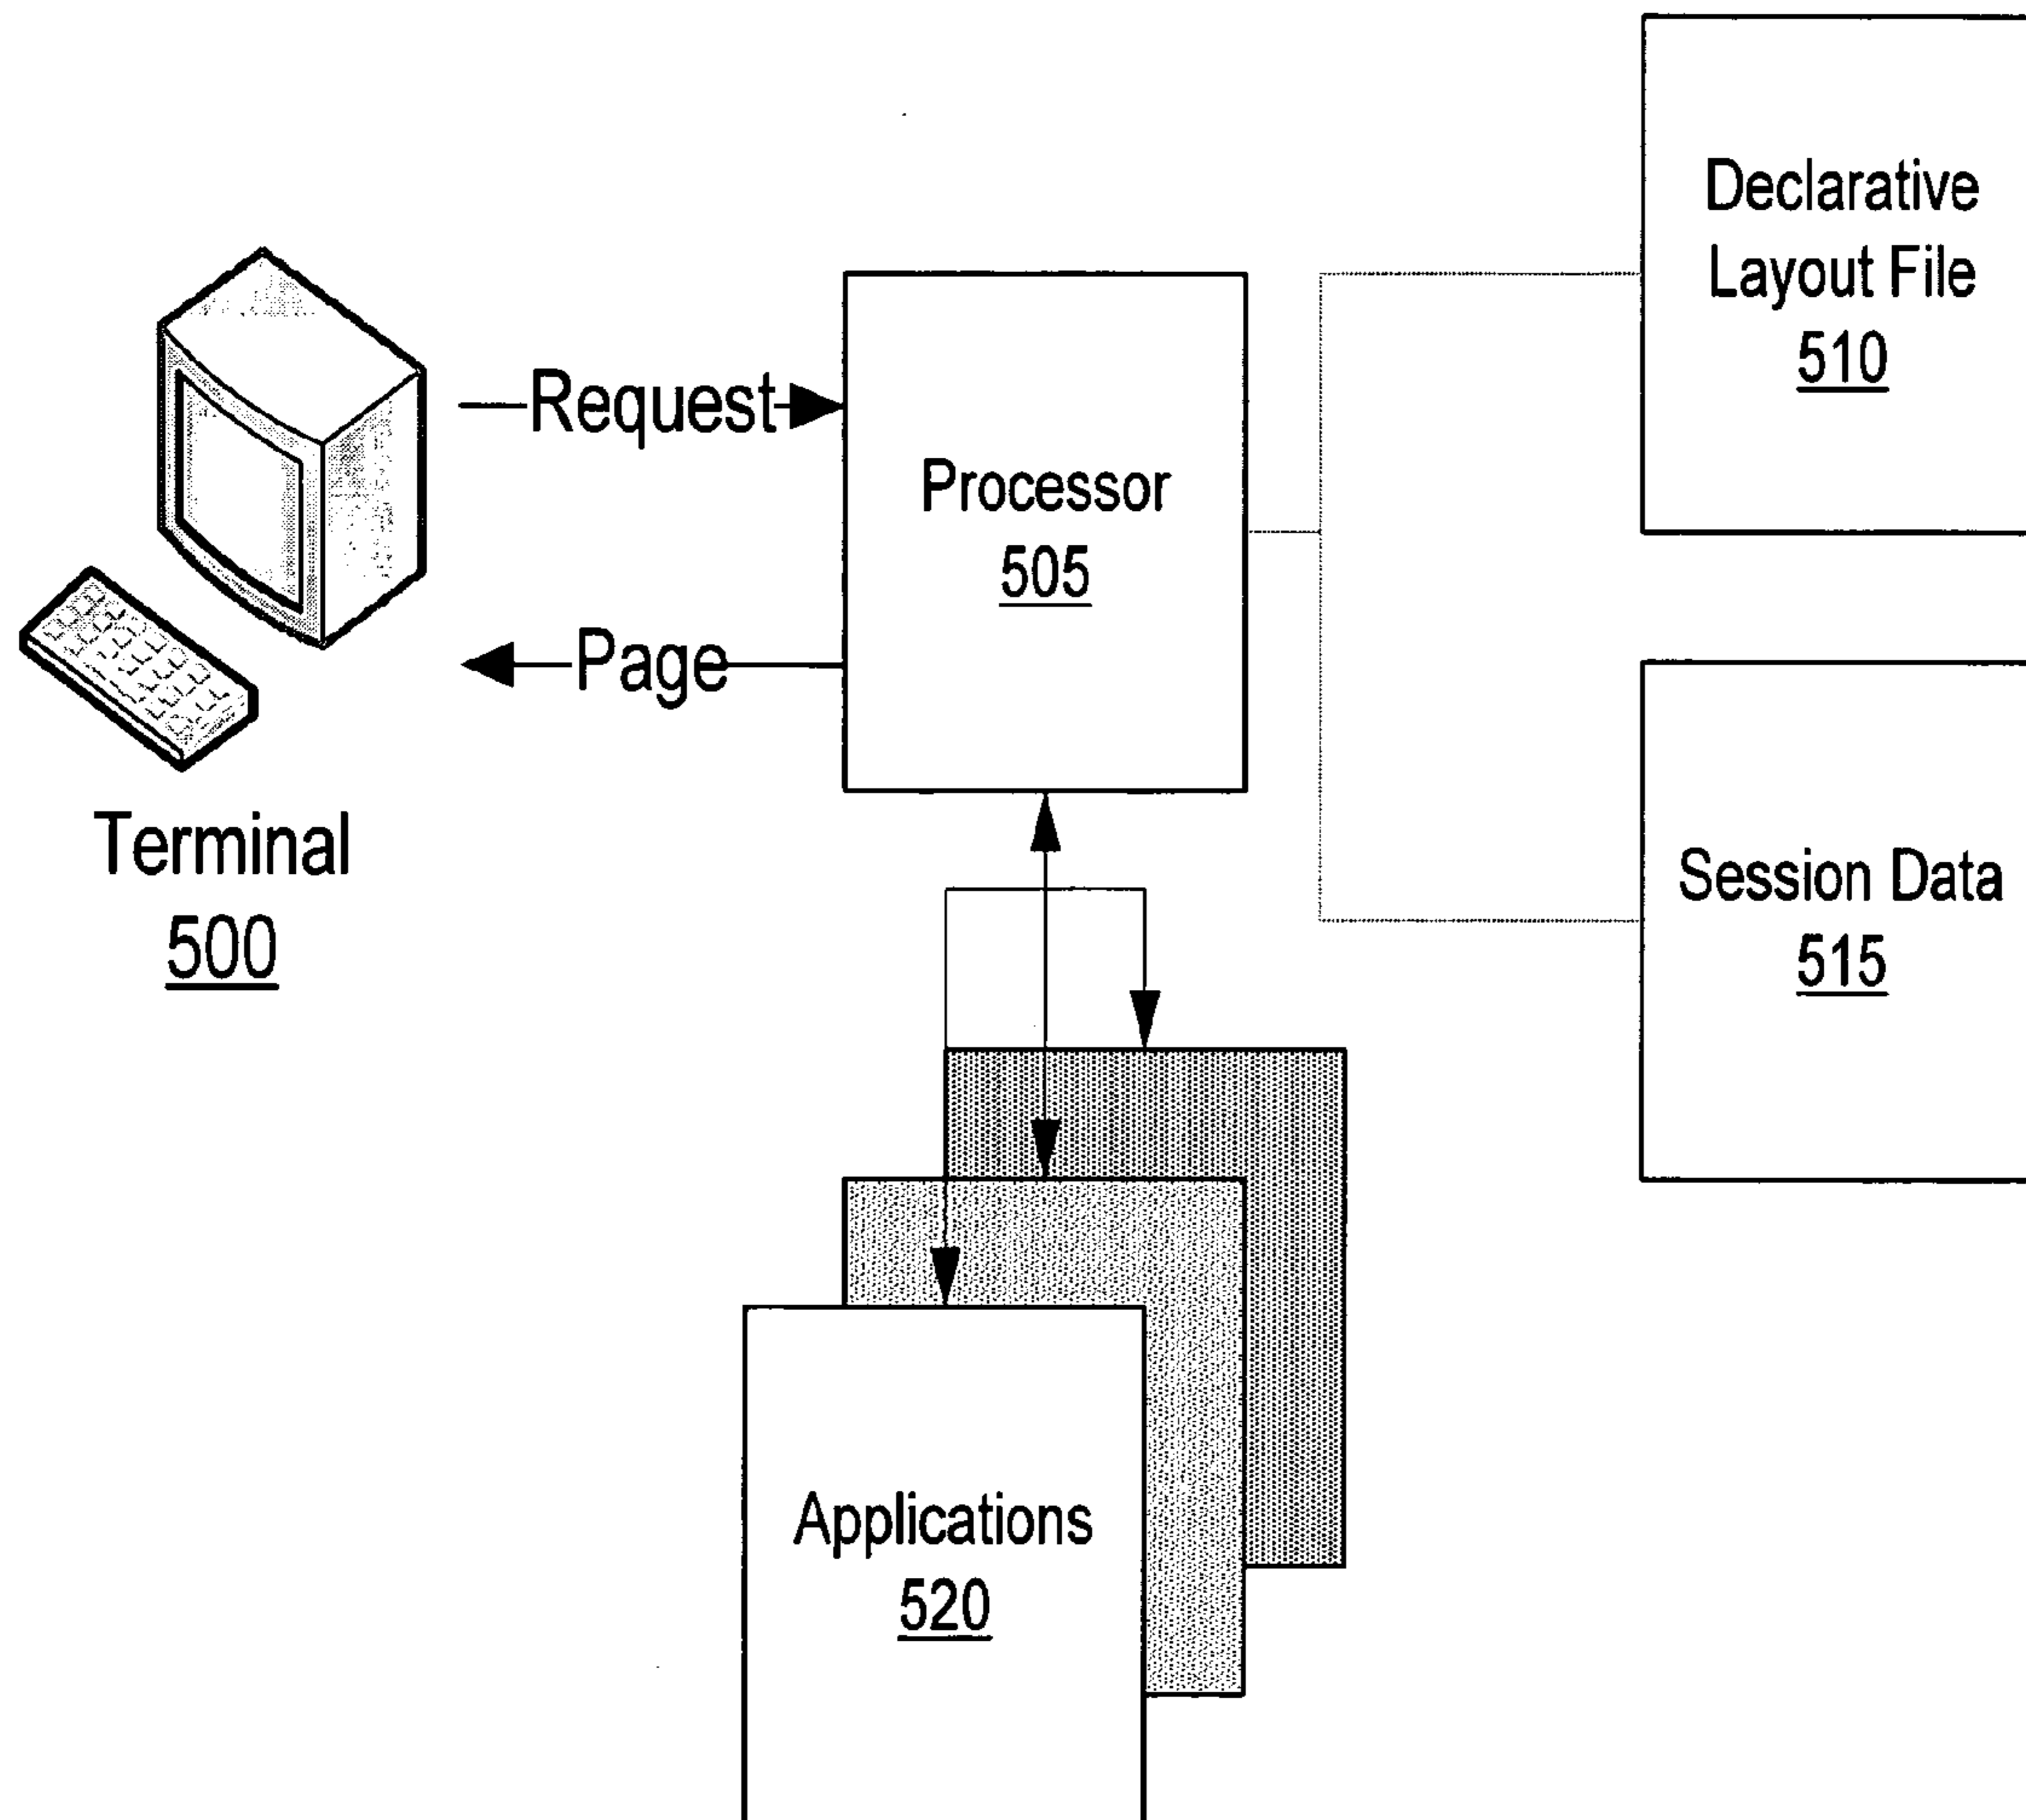 Declarative
Layout File
510
Request
Processor
505
Page
Terminal
500
Session Data
515
Applications
520